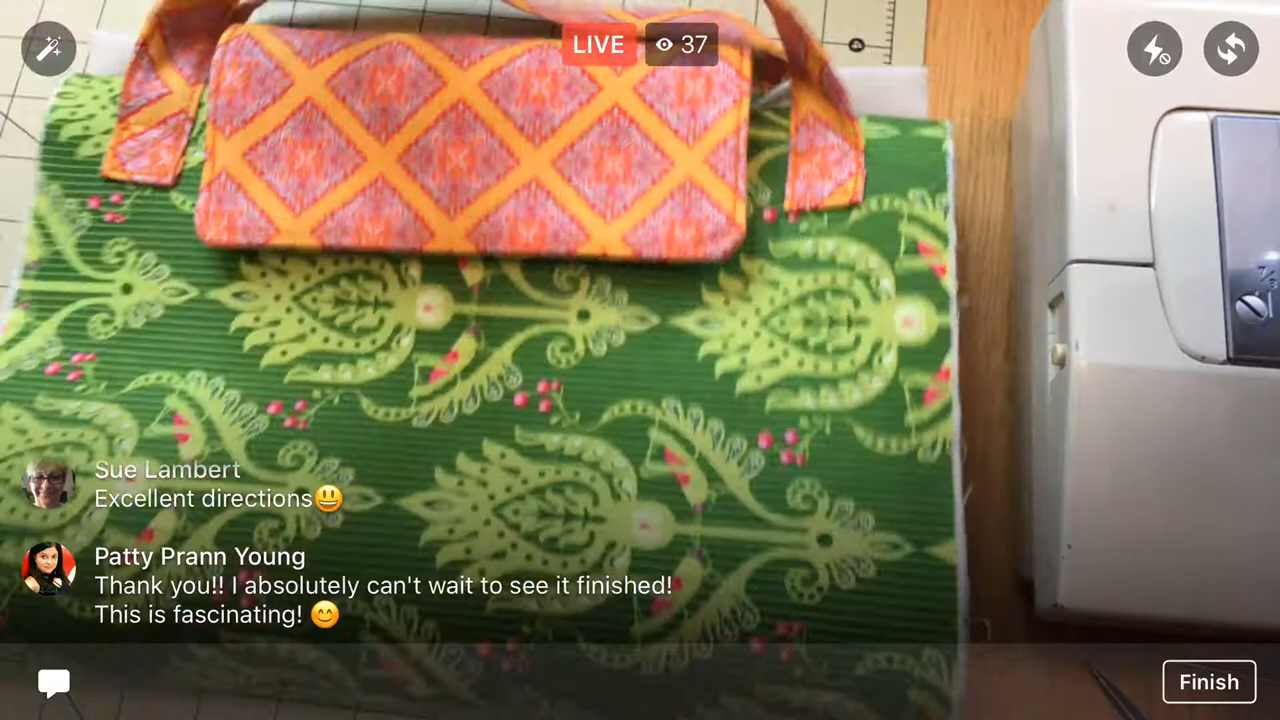 LIVE 37
Sue Lambert
Excellent directions😃
Patty Prann Young
Thank you!! I absolutely can't wait to see it finished!
This is fascinating! 😊
Finish